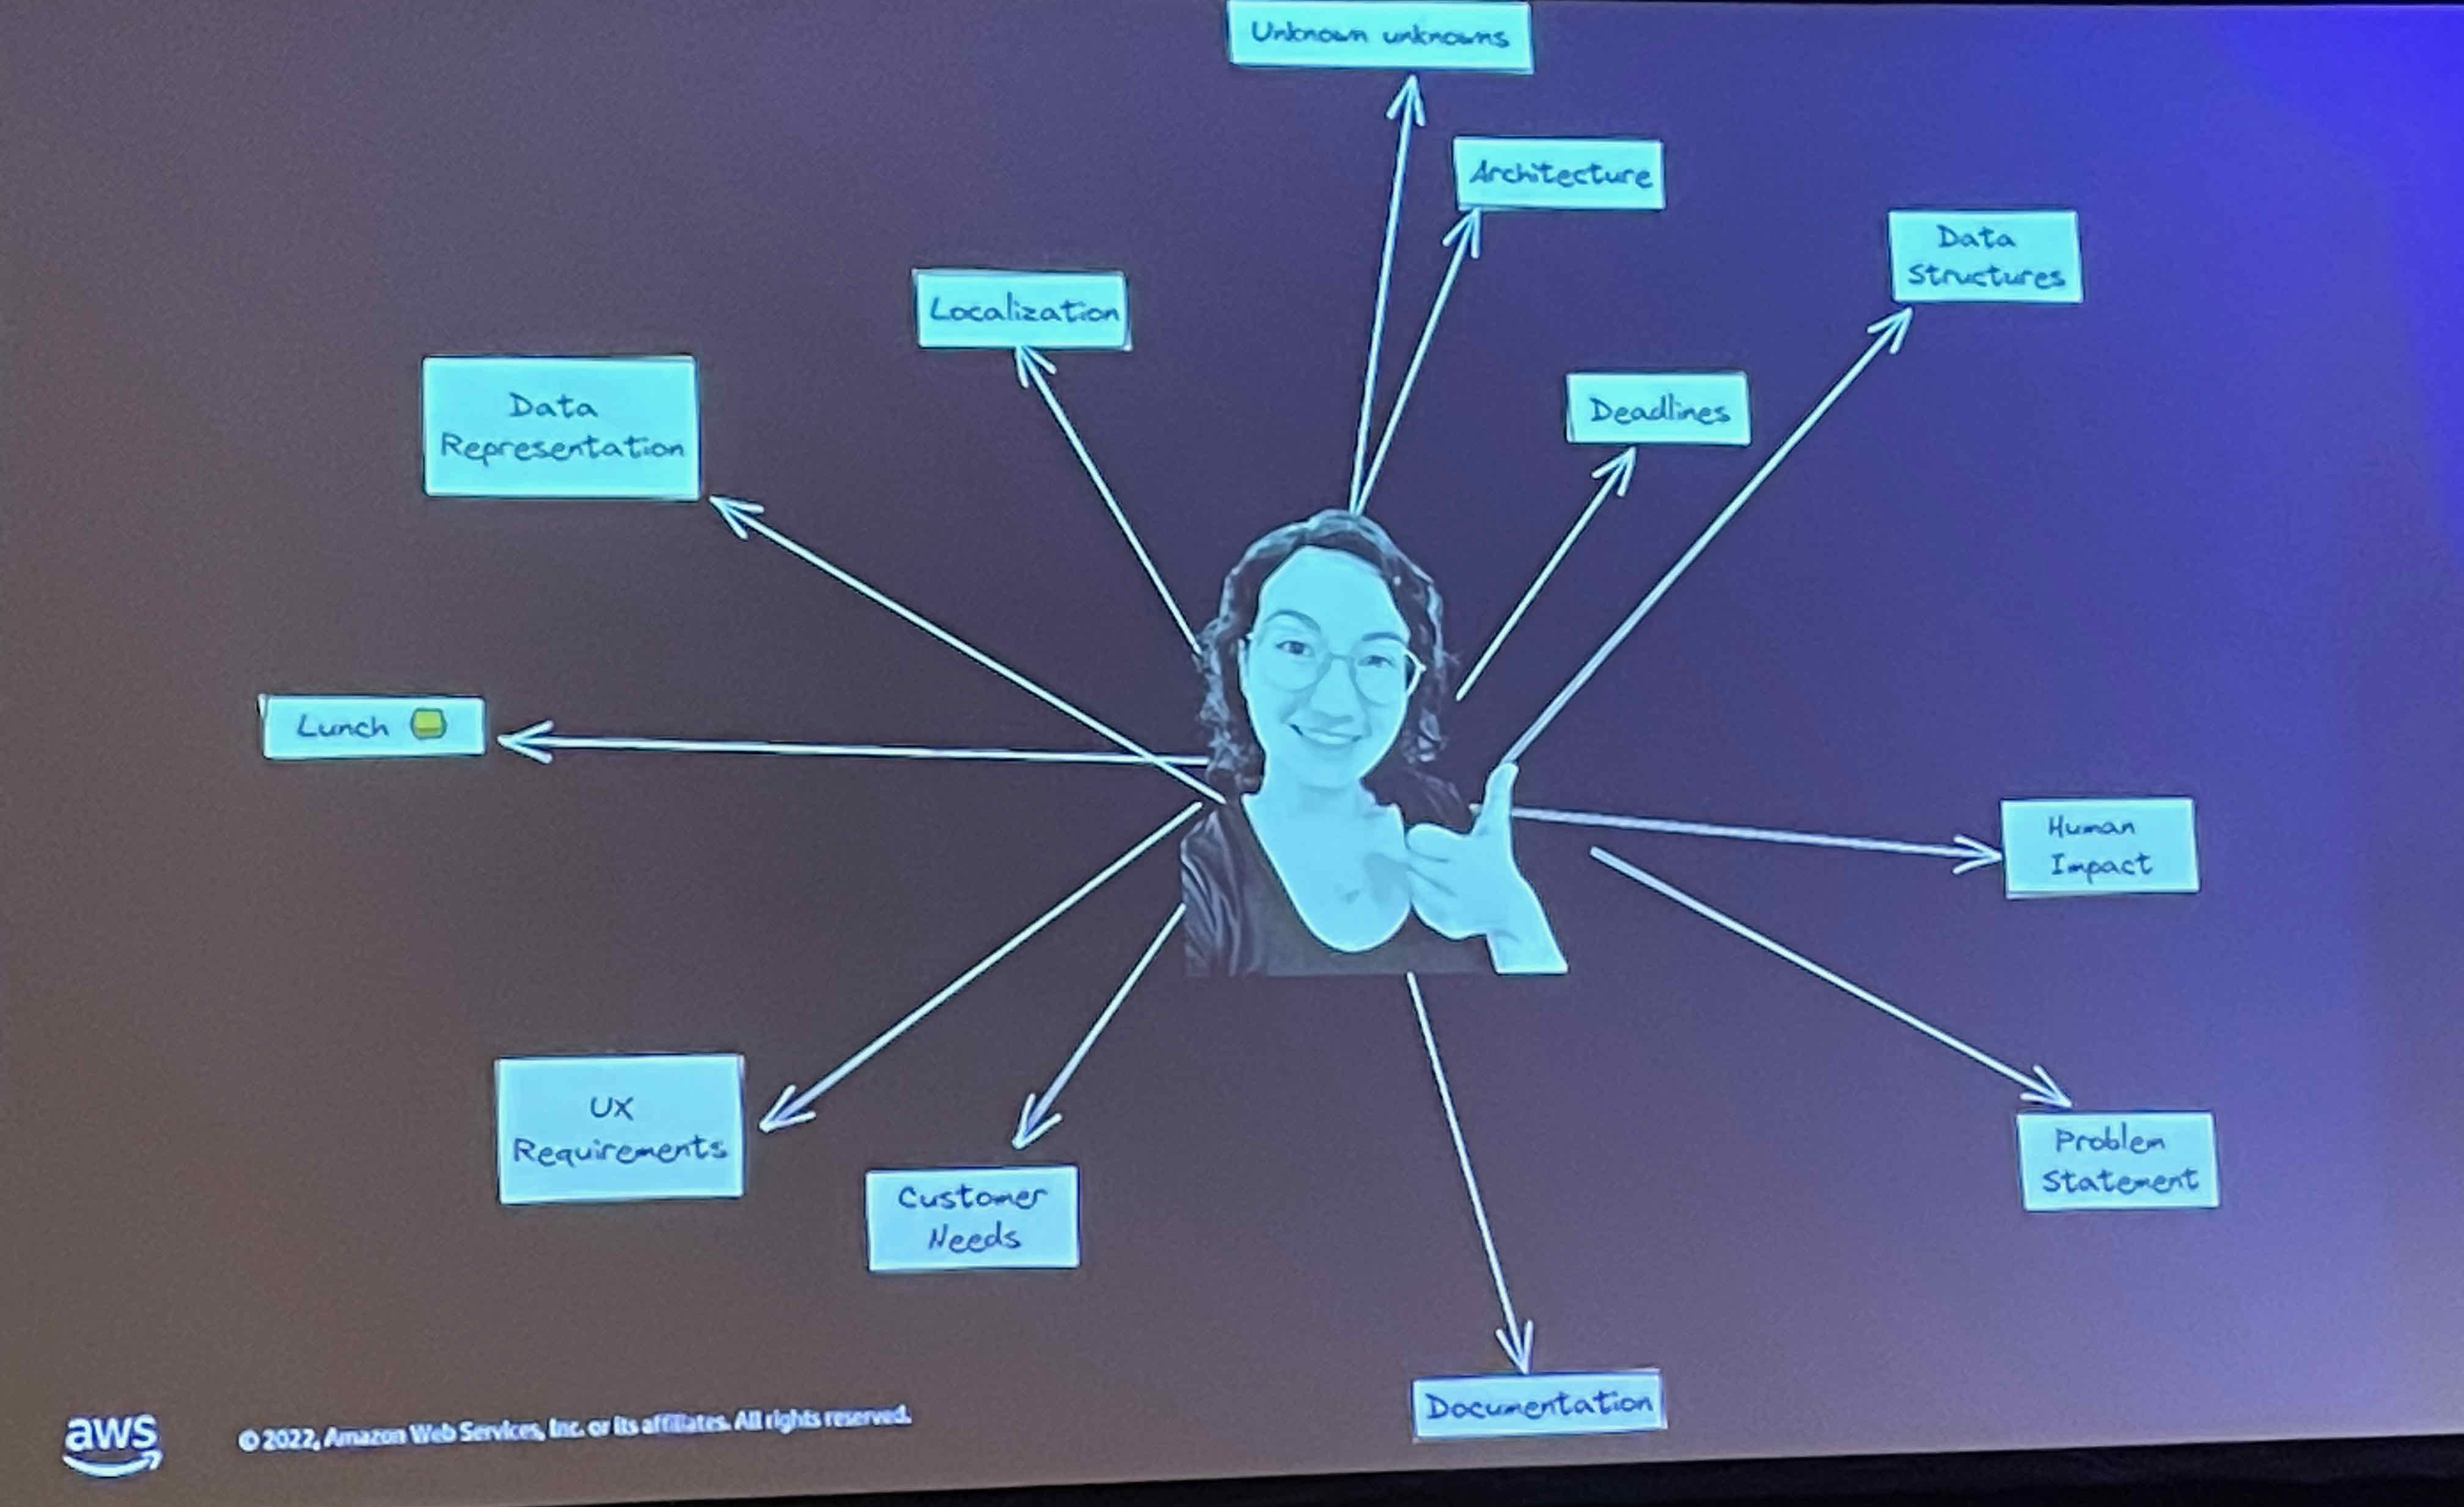 Unknown unknowns
Architecture
Data
Structures
Localization
Deadlines
Data
Representation
Lunch
Human
Impact
UX
Requirements
Customer
Needs
Problem
Statement
Documentation
aws
© 2022, Amazon Web Services, Inc. or its affiliates. All rights reserved.